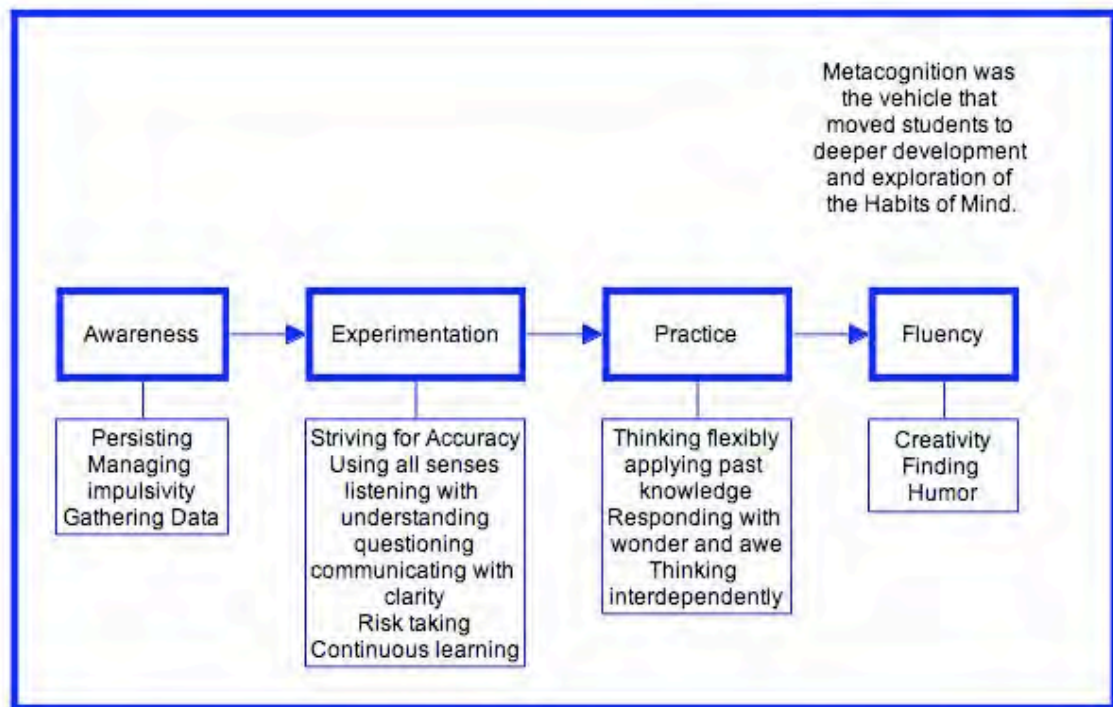 Metacognition was
the vehicle that
moved students to
deeper development
and exploration of
the Habits of Mind.
Awareness
Experimentation
Practice
Fluency
Persisting
Managing
impulsivity
Gathering Data
Striving for Accuracy
Using all senses
listening with
understanding
questioning
communicating with
clarity
Risk taking
Continuous learning
Thinking flexibly
applying past
knowledge
Responding with
wonder and awe
Thinking
interdependently
Creativity
Finding
Humor